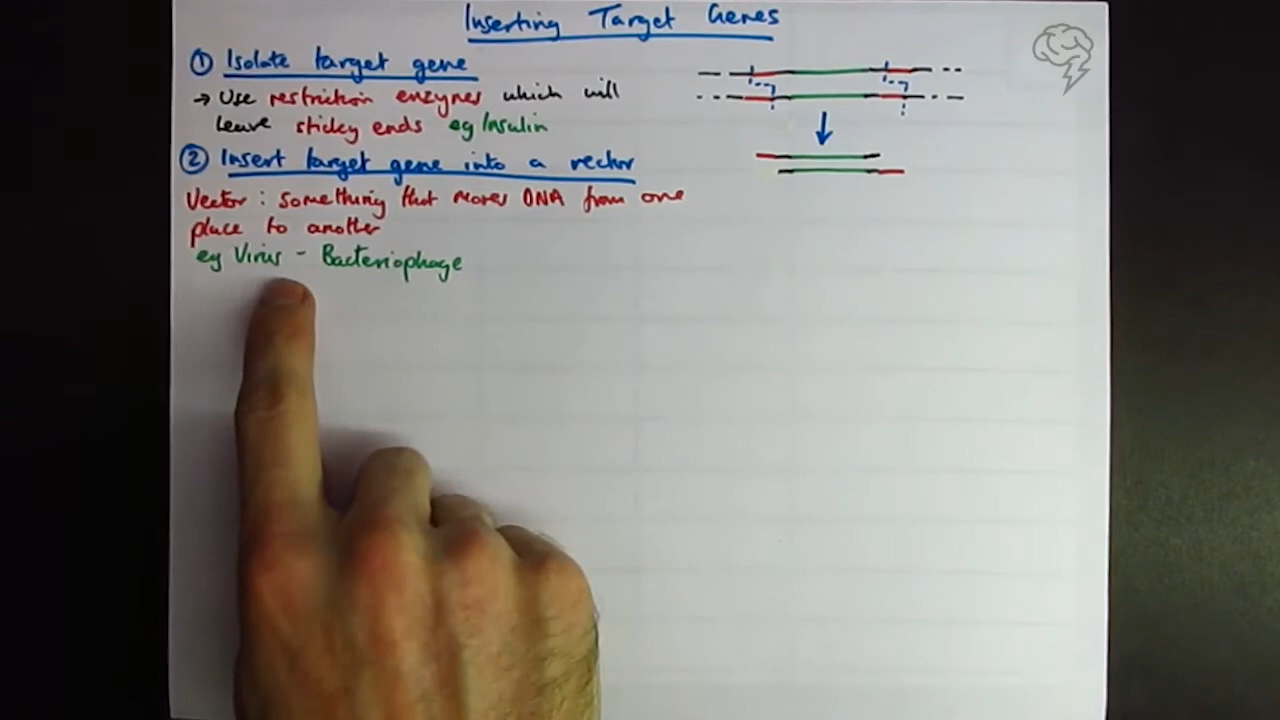 Inserting Target Genes
① Isolate target gene
→ Use restriction enzymes which will
leave sticky ends eg Insulin
② Insert target gene into a vector
Vector : Something that moves DNA from one
place to another
eg Virus - Bacteriophage